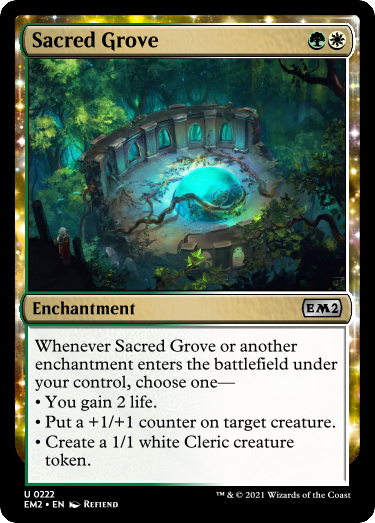 Sacred Grove
Enchantment
EM2
Whenever Sacred Grove or another
enchantment enters the battlefield under
your control, choose one—
• You gain 2 life.
• Put a +1/+1 counter on target creature.
• Create a 1/1 white Cleric creature
token.
U 0222
EM2 • EN Refiend
™ & © 2021 Wizards of the Coast